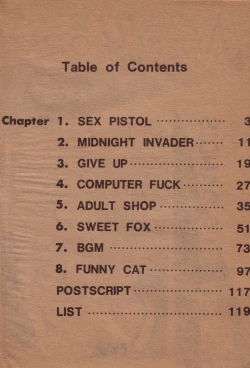 Table of Contents
Chapter 1. SEX PISTOL ················ 3
2. MIDNIGHT INVADER ······· 11
3. GIVE UP ····················· 19
4. COMPUTER FUCK ·········· 27
5. ADULT SHOP ··············· 35
6. SWEET FOX ················ 51
7. BGM ························ 73
8. FUNNY CAT ················· 97
POSTSCRIPT ···················· 117
LIST ···························· 119